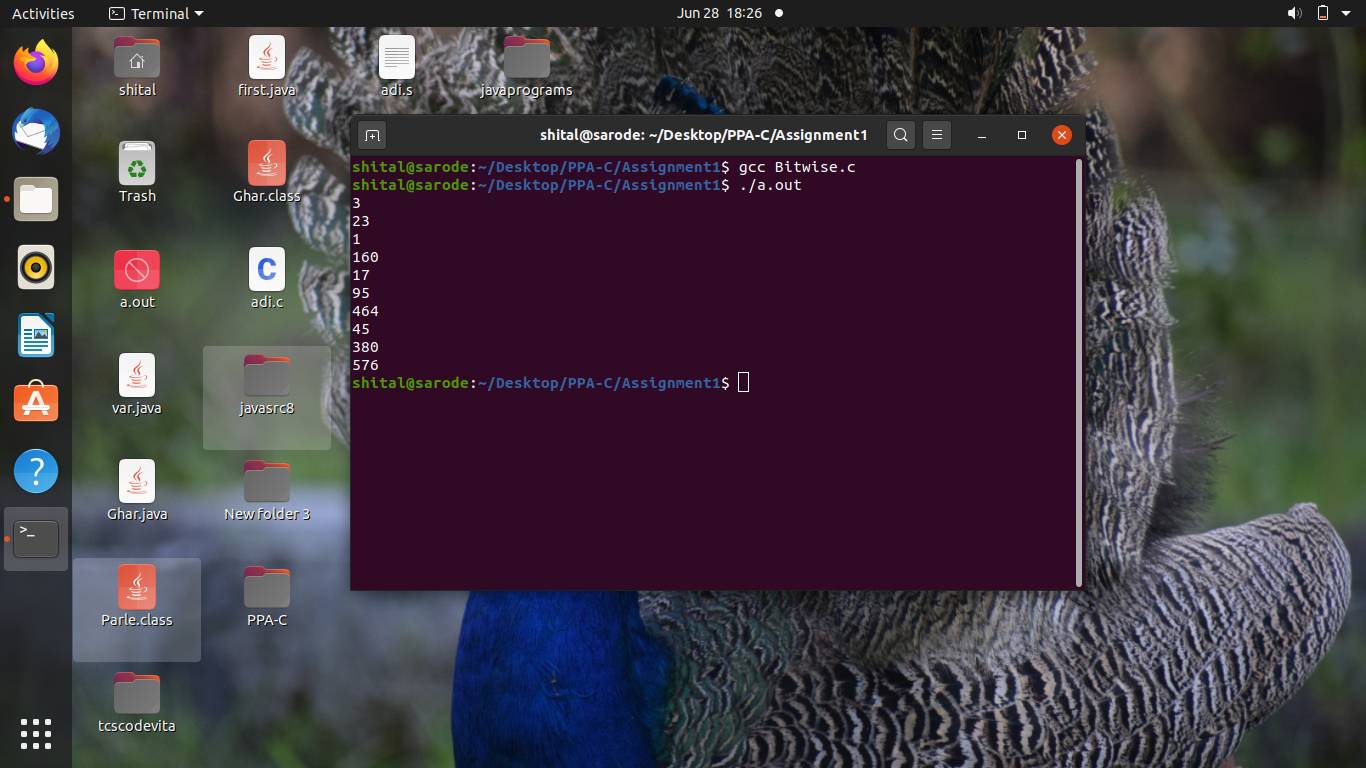 Activities
Terminal
Jun 28 18:26
shital
first.java
adi.s
javaprograms
Trash
Ghar.class
a.out
C
adi.c
var.java
javasrc8
Ghar.java
New folder 3
Parle.class
PPA-C
tcscodevita
?
>_
shital@sarode: ~/Desktop/PPA-C/Assignment1
shital@sarode:~/Desktop/PPA-C/Assignment1$ gcc Bitwise.c
shital@sarode:~/Desktop/PPA-C/Assignment1$ ./a.out
3
23
1
160
17
95
464
45
380
576
shital@sarode:~/Desktop/PPA-C/Assignment1$